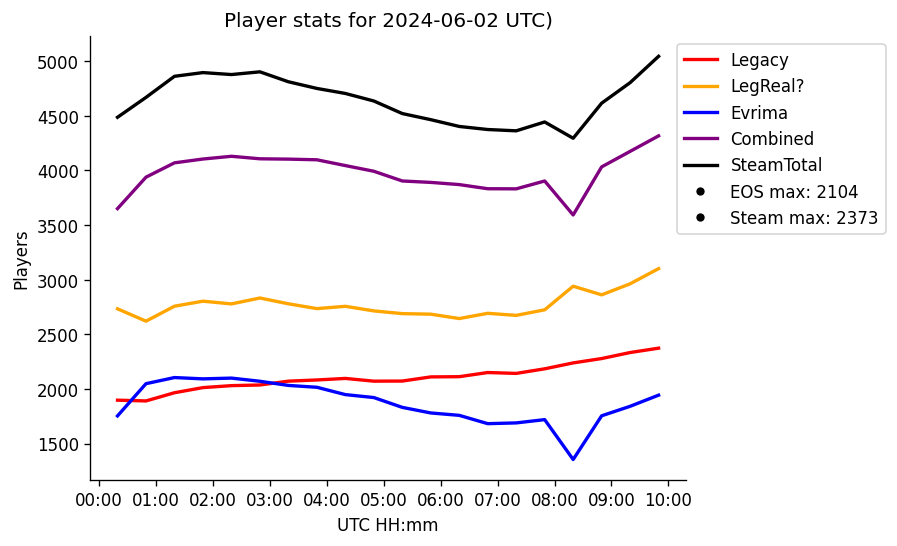 Player stats for 2024-06-02 UTC)
Players
5000
4500
4000
3500
3000
2500
2000
1500
00:00 01:00 02:00 03:00 04:00 05:00 06:00 07:00 08:00 09:00 10:00
UTC HH:mm
Legacy
LegReal?
Evrima
Combined
SteamTotal
EOS max: 2104
Steam max: 2373